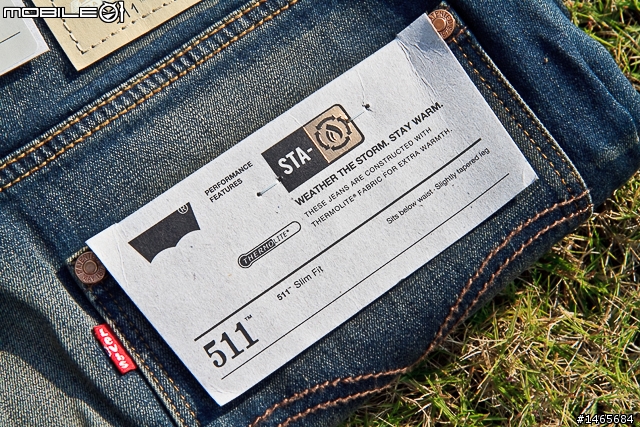 MOBILE01
PERFORMANCE
FEATURES
STA-
WEATHER THE STORM. STAY WARM.
THESE JEANS ARE CONSTRUCTED WITH
THERMOLITE® FABRIC FOR EXTRA WARMTH.
®
THERMOLITE®
Sits below waist. Slightly tapered leg
511™ Slim Fit
511™
LEVI'S
#1465684